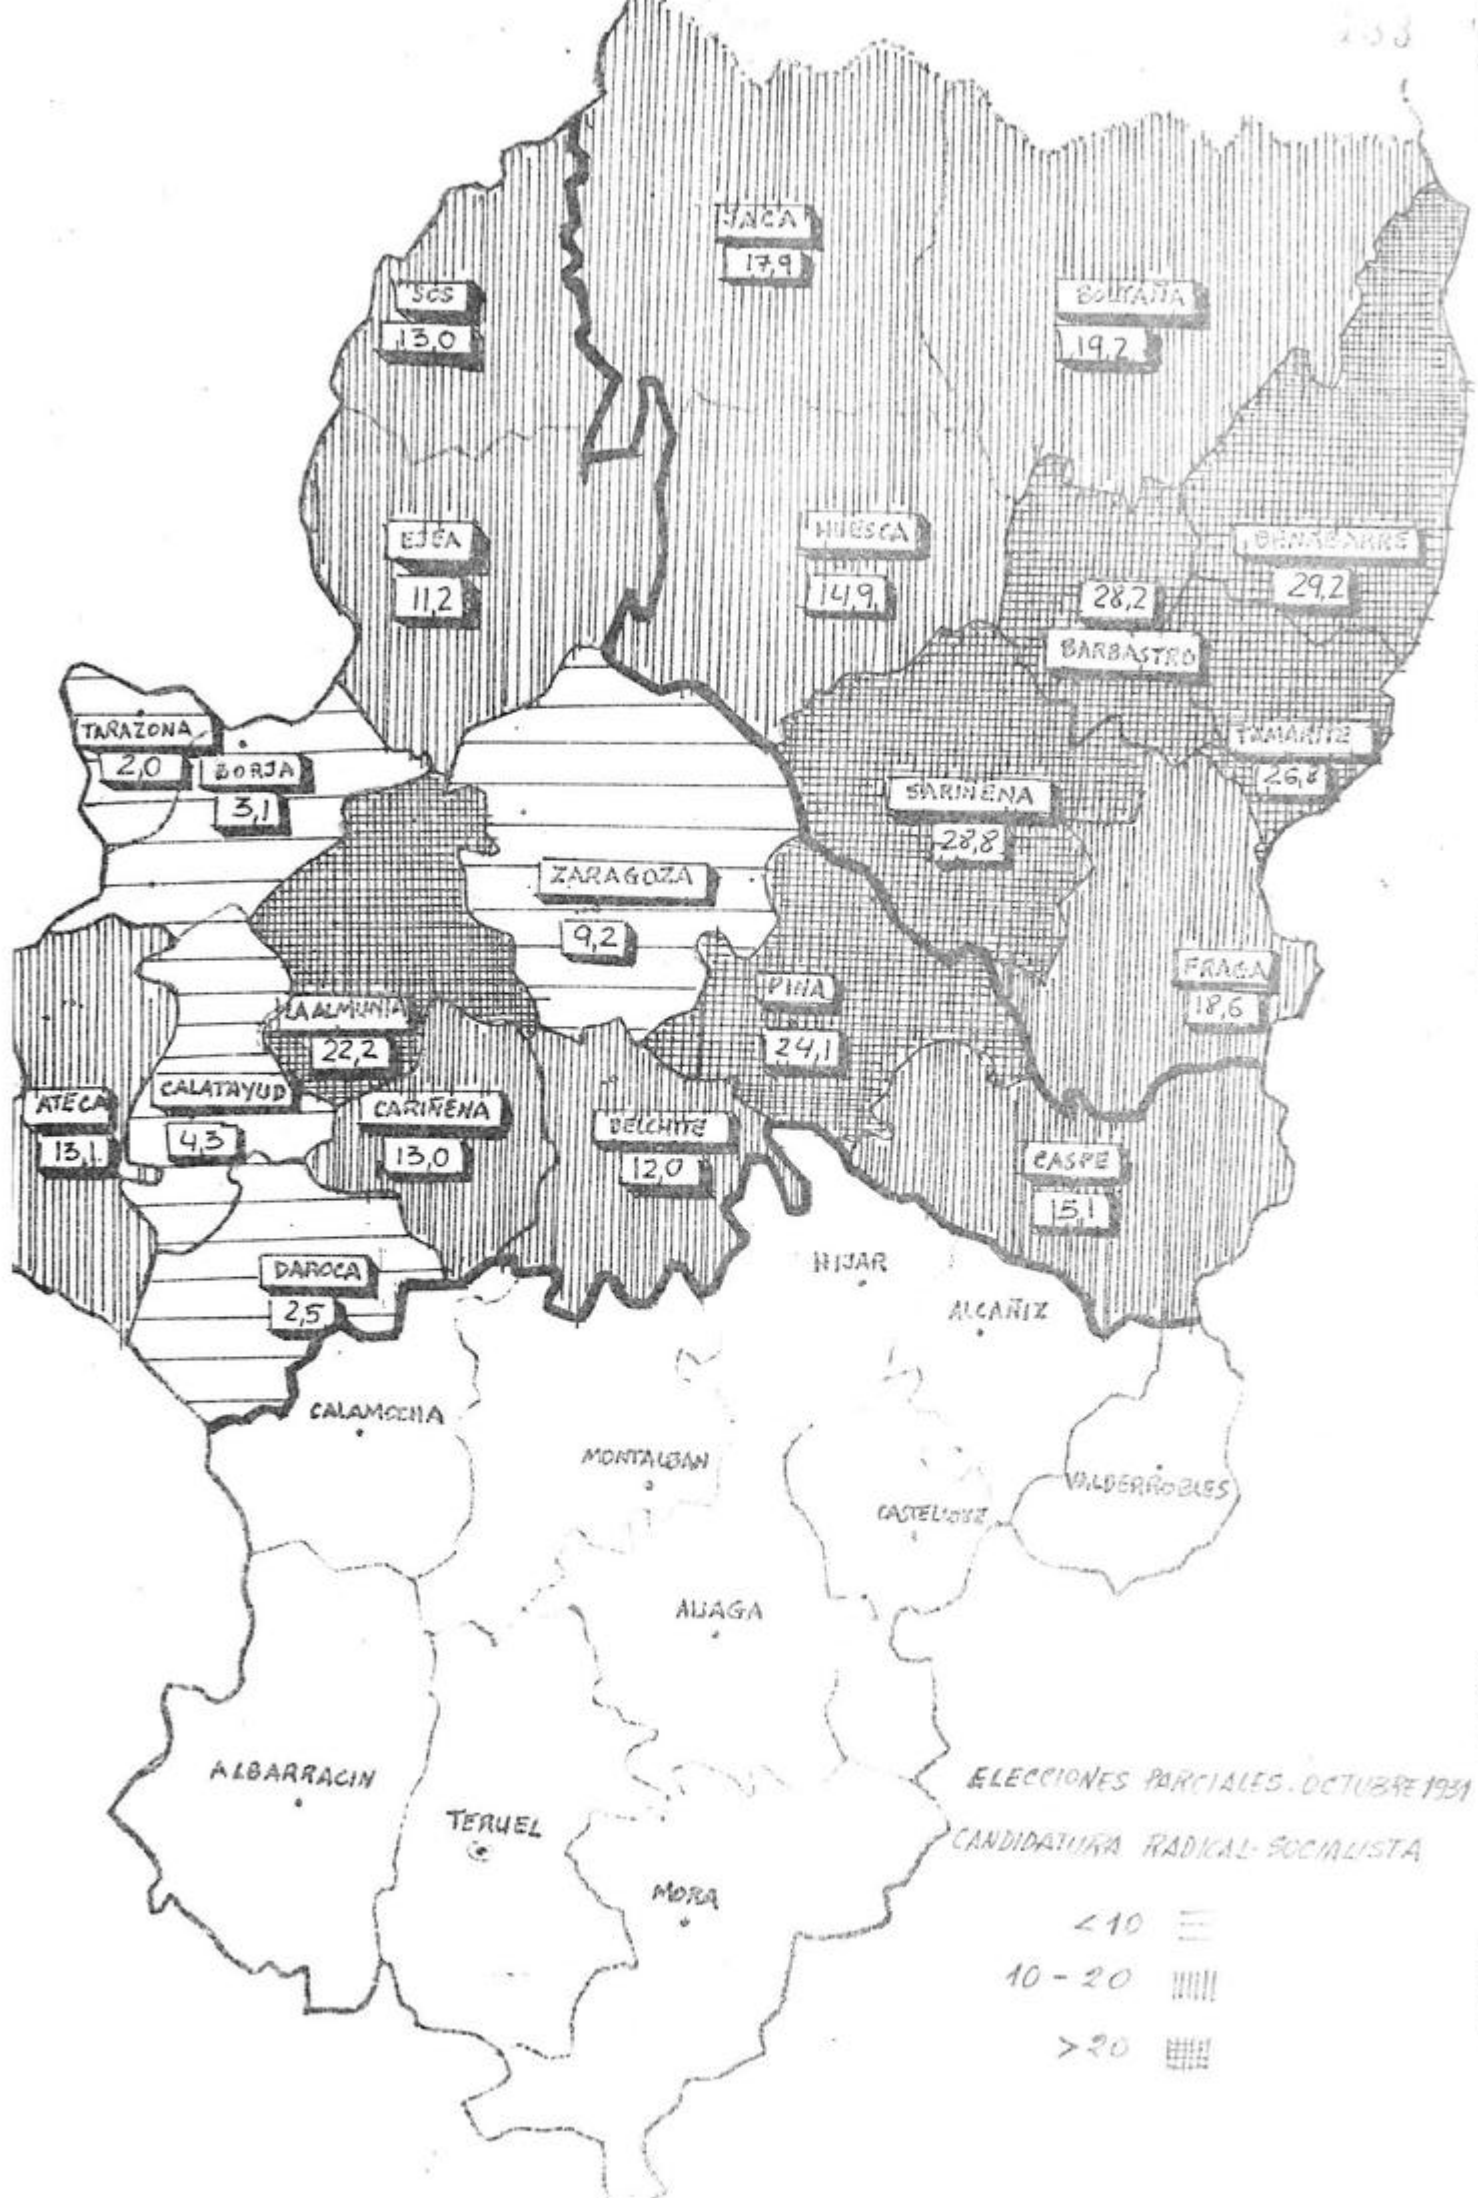 JACA
17,9
SOS
13,0
BOLTAÑA
19,2
EJEA
11,2
HUESCA
14,9
BENABARRE
29,2
28,2
BARBASTRO
TARAZONA
2,0
BORJA
3,1
TAMARITE
26,8
SARIÑENA
28,8
ZARAGOZA
9,2
FRAGA
18,6
PINA
24,1
LA ALMUNIA
22,2
CALATAYUD
4,3
ATECA
13,1
CARIÑENA
13,0
BELCHITE
12,0
CASPE
15,1
DAROCA
2,5
HIJAR
ALCAÑIZ
CALAMOCHA
MONTALBAN
VALDERROBLES
ALIAGA
ALBARRACIN
TERUEL
MORA
ELECCIONES PARCIALES. OCTUBRE 1931
CANDIDATURA RADICAL-SOCIALISTA
<10
10-20
>20